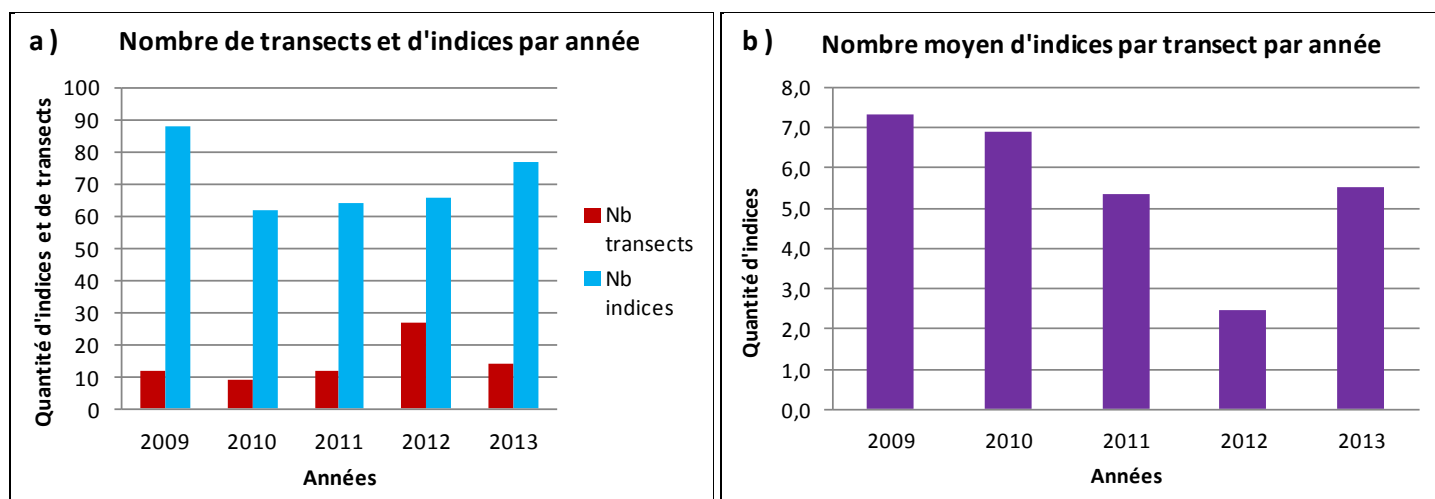 a) Nombre de transects et d'indices par année
Quantité d'indices et de transects
100
90
80
70
60
50
40
30
20
10
0
2009 2010 2011 2012 2013
Années
Nb
transects
Nb
indices
b) Nombre moyen d'indices par transect par année
Quantité d'indices
8,0
7,0
6,0
5,0
4,0
3,0
2,0
1,0
0,0
2009 2010 2011 2012 2013
Années